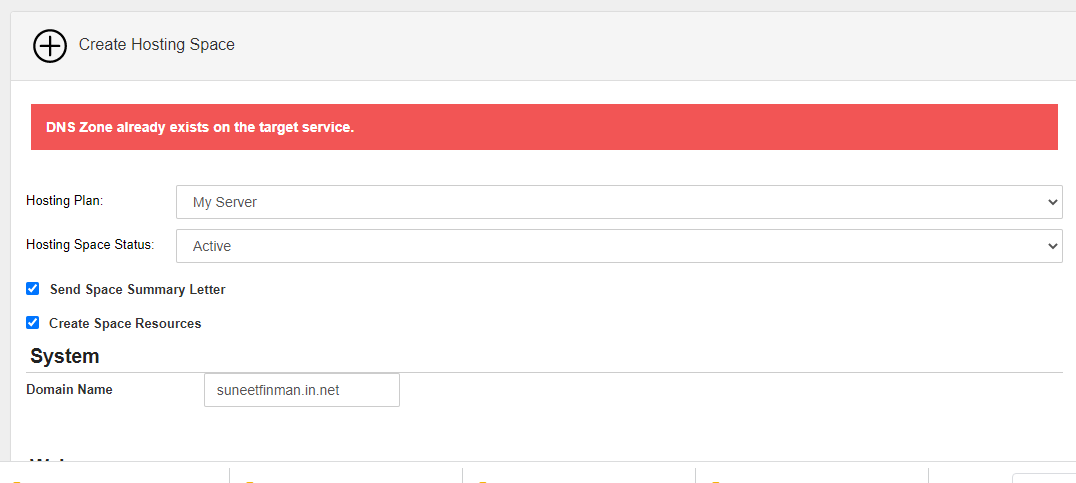 Create Hosting Space
DNS Zone already exists on the target service.
Hosting Plan: My Server
Hosting Space Status: Active
Send Space Summary Letter
Create Space Resources
System
Domain Name suneetfinman.in.net